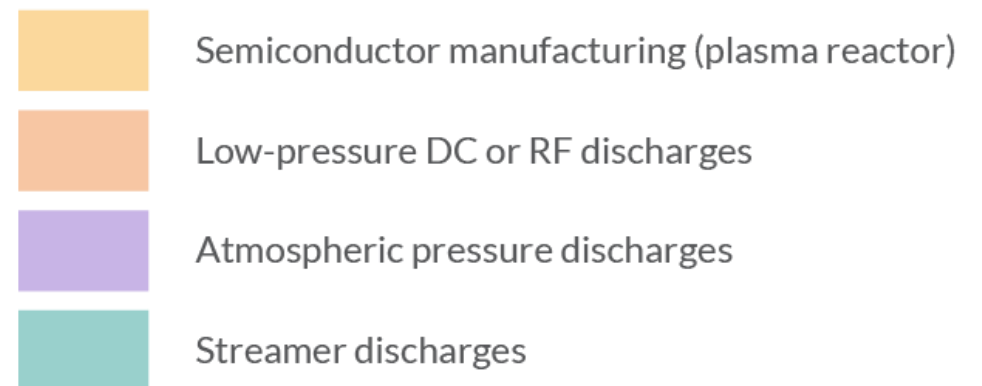 Semiconductor manufacturing (plasma reactor)
Low-pressure DC or RF discharges
Atmospheric pressure discharges
Streamer discharges